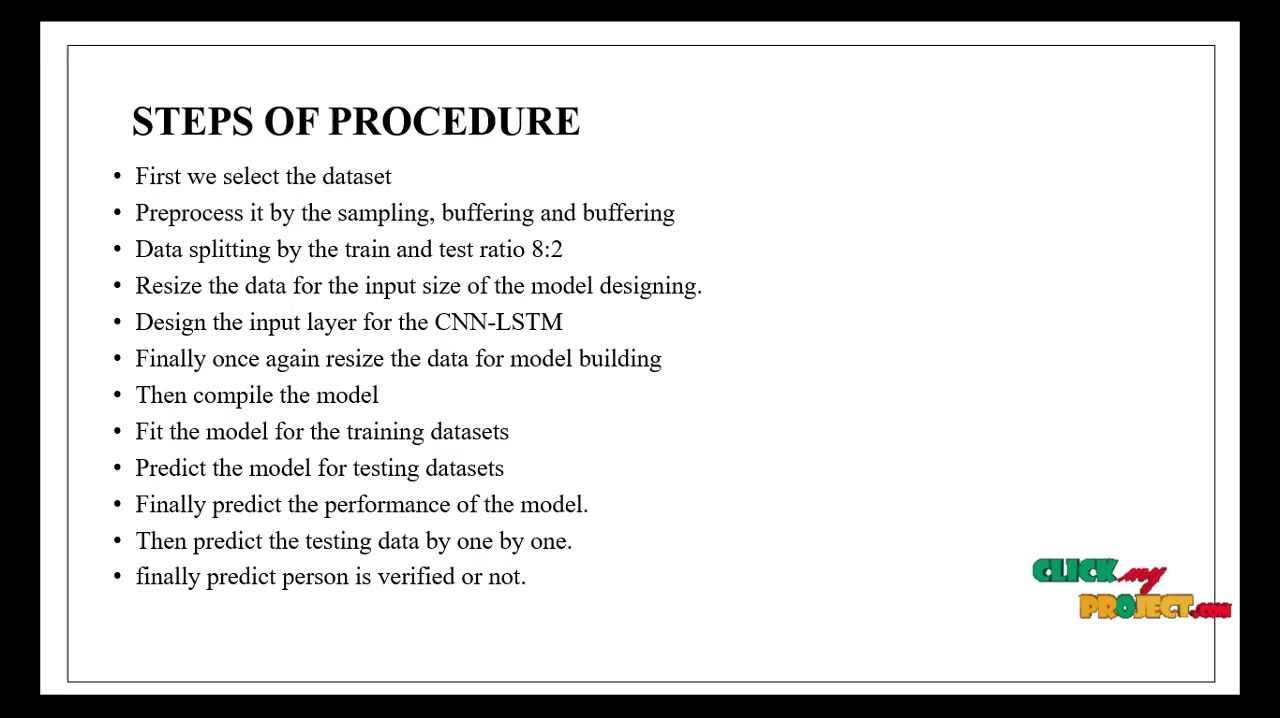 STEPS OF PROCEDURE
• First we select the dataset
• Preprocess it by the sampling, buffering and buffering
• Data splitting by the train and test ratio 8:2
• Resize the data for the input size of the model designing.
• Design the input layer for the CNN-LSTM
• Finally once again resize the data for model building
• Then compile the model
• Fit the model for the training datasets
• Predict the model for testing datasets
• Finally predict the performance of the model.
• Then predict the testing data by one by one.
• finally predict person is verified or not.
CLICK my
PROJECT.COM